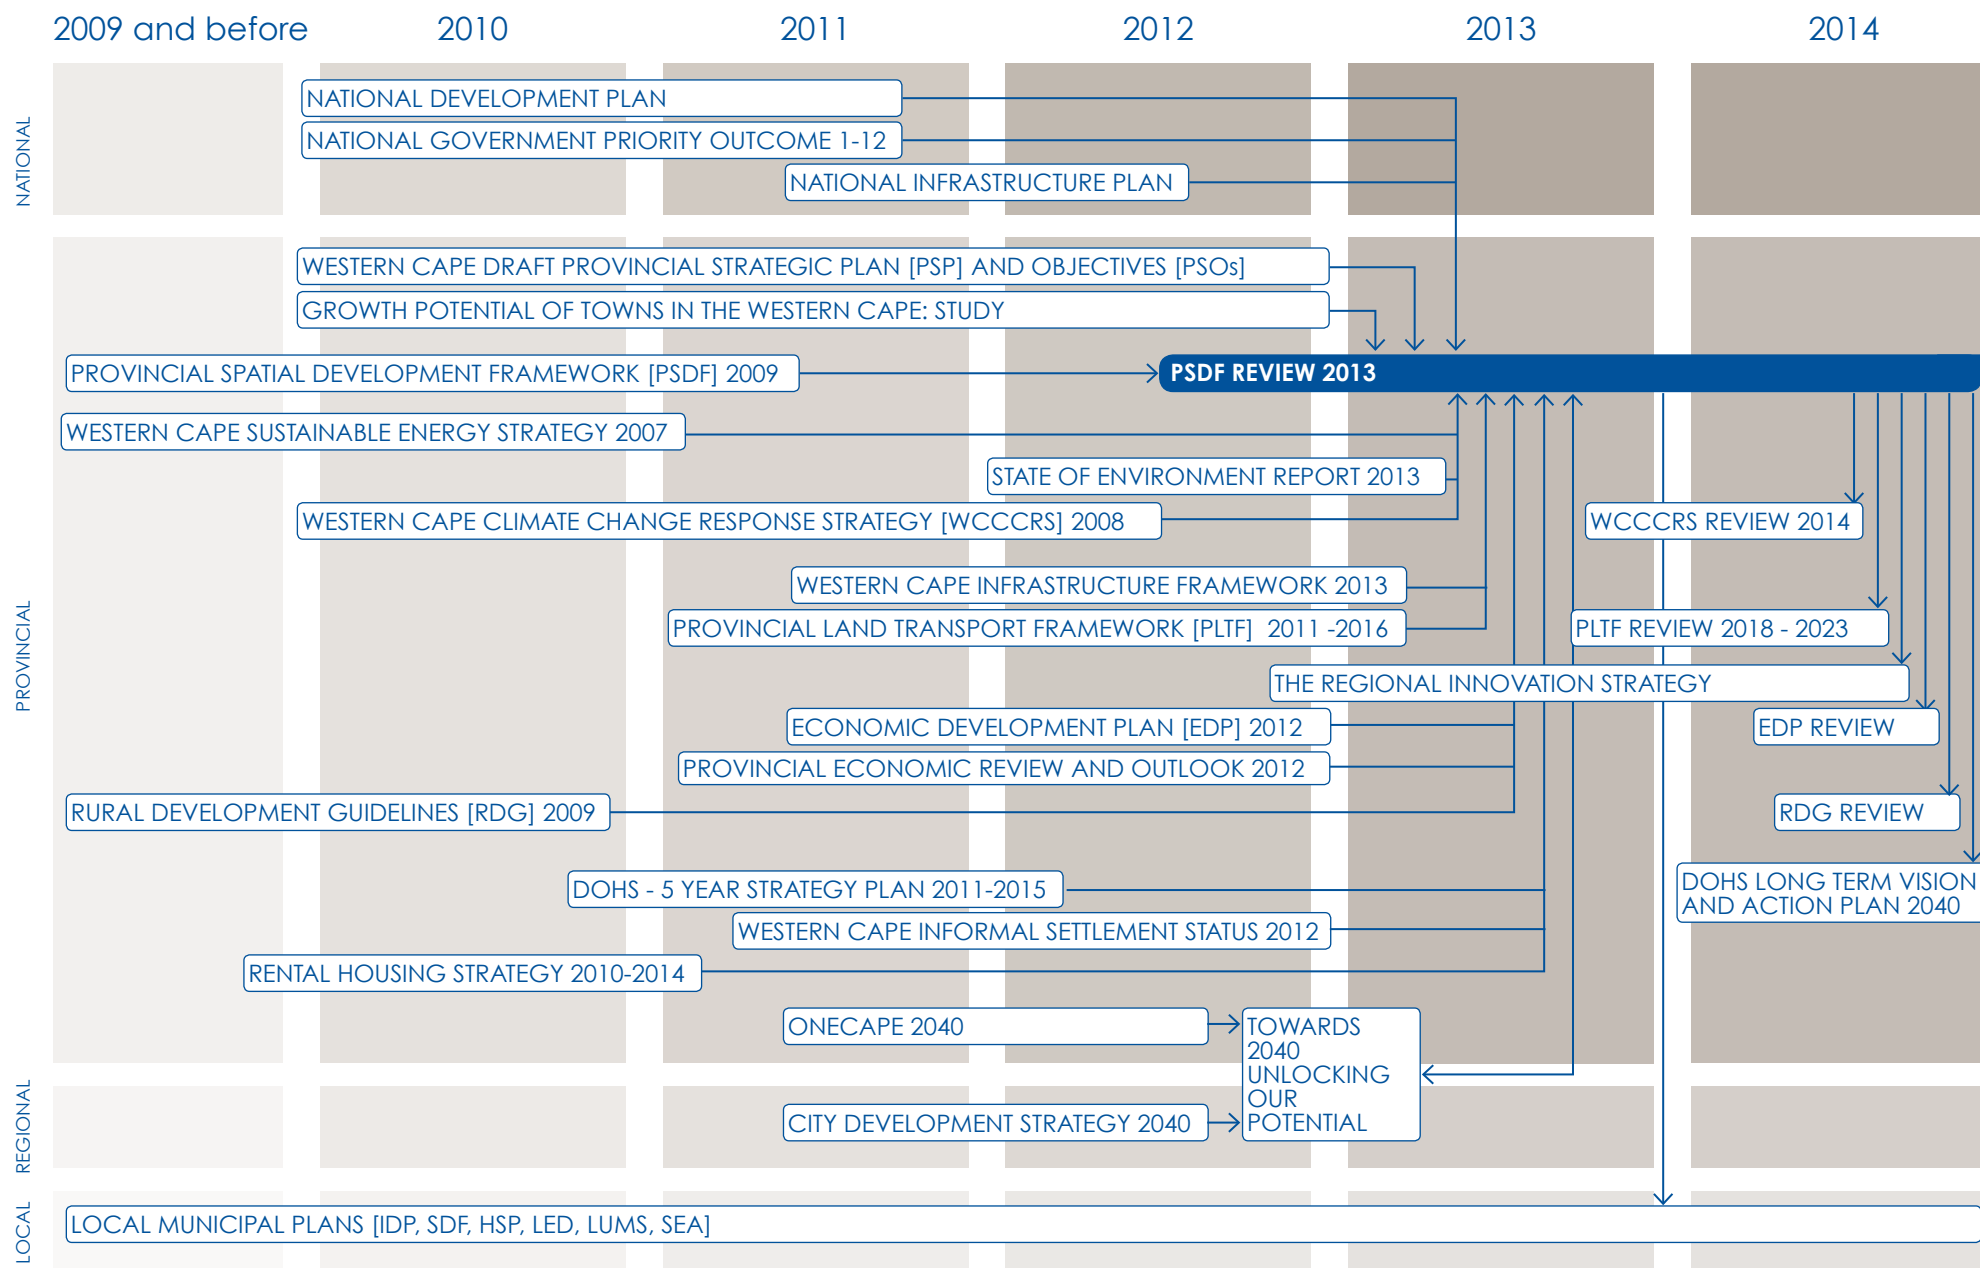 2009 and before
2010
2011
2012
2013
2014
NATIONAL
NATIONAL DEVELOPMENT PLAN
NATIONAL GOVERNMENT PRIORITY OUTCOME 1-12
NATIONAL INFRASTRUCTURE PLAN
PROVINCIAL
WESTERN CAPE DRAFT PROVINCIAL STRATEGIC PLAN [PSP] AND OBJECTIVES [PSOs]
GROWTH POTENTIAL OF TOWNS IN THE WESTERN CAPE: STUDY
PROVINCIAL SPATIAL DEVELOPMENT FRAMEWORK [PSDF] 2009
PSDF REVIEW 2013
WESTERN CAPE SUSTAINABLE ENERGY STRATEGY 2007
STATE OF ENVIRONMENT REPORT 2013
WESTERN CAPE CLIMATE CHANGE RESPONSE STRATEGY [WCCCRS] 2008
WCCCRS REVIEW 2014
WESTERN CAPE INFRASTRUCTURE FRAMEWORK 2013
PROVINCIAL LAND TRANSPORT FRAMEWORK [PLTF]  2011 -2016
PLTF REVIEW 2018 - 2023
THE REGIONAL INNOVATION STRATEGY
ECONOMIC DEVELOPMENT PLAN [EDP] 2012
EDP REVIEW
PROVINCIAL ECONOMIC REVIEW AND OUTLOOK 2012
RURAL DEVELOPMENT GUIDELINES [RDG] 2009
RDG REVIEW
DOHS - 5 YEAR STRATEGY PLAN 2011-2015
DOHS LONG TERM VISION
AND ACTION PLAN 2040
WESTERN CAPE INFORMAL SETTLEMENT STATUS 2012
RENTAL HOUSING STRATEGY 2010-2014
ONECAPE 2040
TOWARDS
2040
UNLOCKING
OUR
POTENTIAL
REGIONAL
CITY DEVELOPMENT STRATEGY 2040
LOCAL
LOCAL MUNICIPAL PLANS [IDP, SDF, HSP, LED, LUMS, SEA]